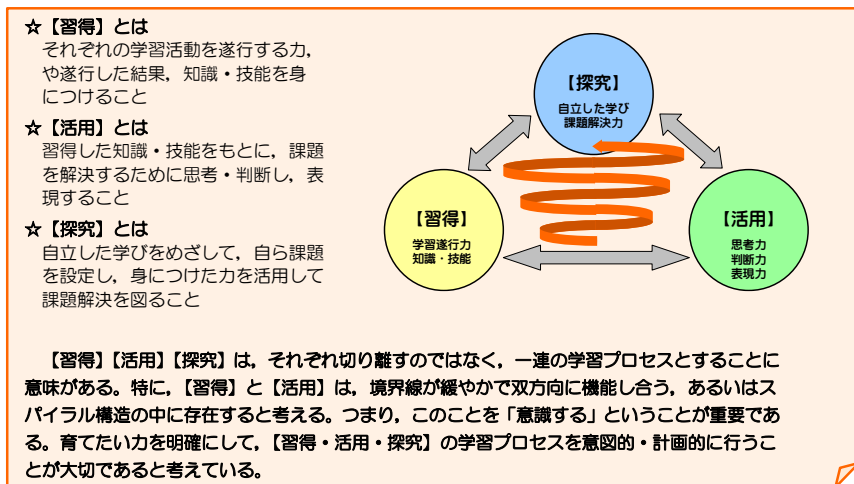 ☆【習得】とは
それぞれの学習活動を遂行する力，
や遂行した結果，知識・技能を身
につけること
☆【活用】とは
習得した知識・技能をもとに，課題
を解決するために思考・判断し，表
現すること
☆【探究】とは
自立した学びをめざして，自ら課題
を設定し，身につけた力を活用して
課題解決を図ること
【探究】
自立した学び
課題解決力
【習得】
学習遂行力
知識・技能
【活用】
思考力
判断力
表現力
【習得】【活用】【探究】は，それぞれ切り離すのではなく，一連の学習プロセスとすることに
意味がある。特に，【習得】と【活用】は，境界線が緩やかで双方向に機能し合う，あるいはス
パイラル構造の中に存在すると考える。つまり，このことを「意識する」ということが重要であ
る。育てたい力を明確にして，【習得・活用・探究】の学習プロセスを意図的・計画的に行うこ
とが大切であると考えている。